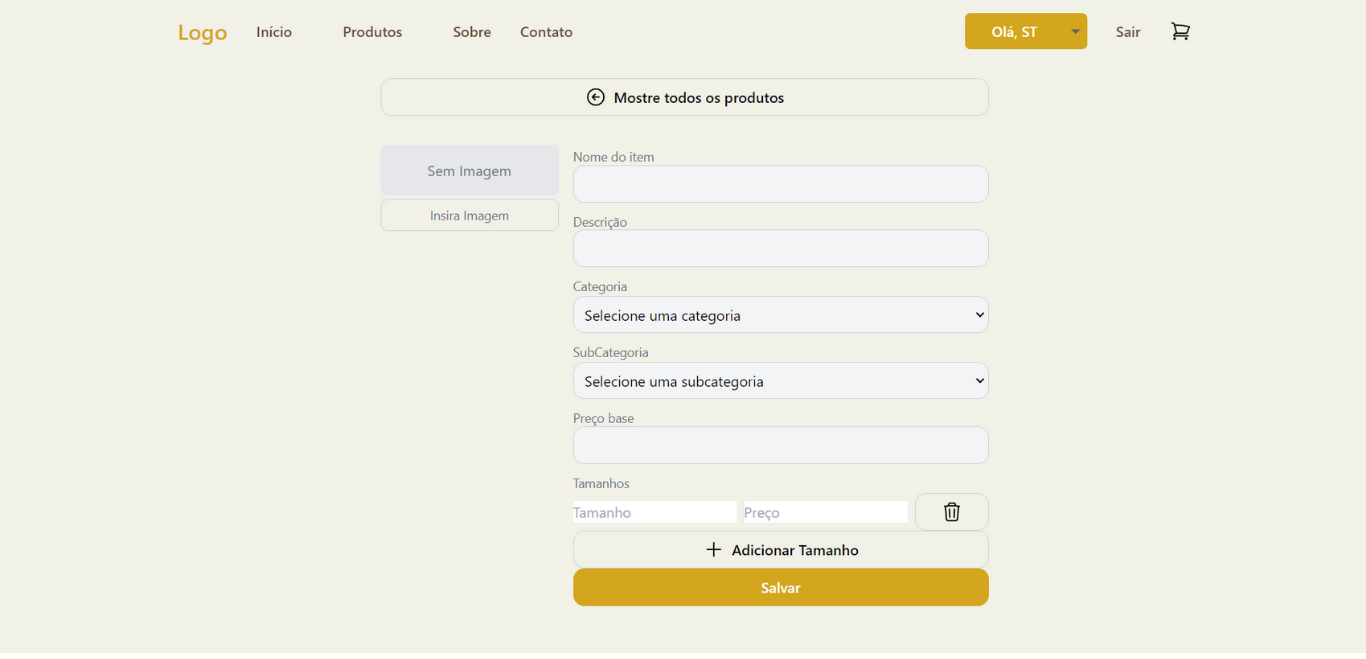 Logo Início Produtos Sobre Contato Olá, ST Sair
Mostre todos os produtos
Sem Imagem
Insira Imagem
Nome do item
Descrição
Categoria
Selecione uma categoria
SubCategoria
Selecione uma subcategoria
Preço base
Tamanhos
Tamanho Preço
Adicionar Tamanho
Salvar